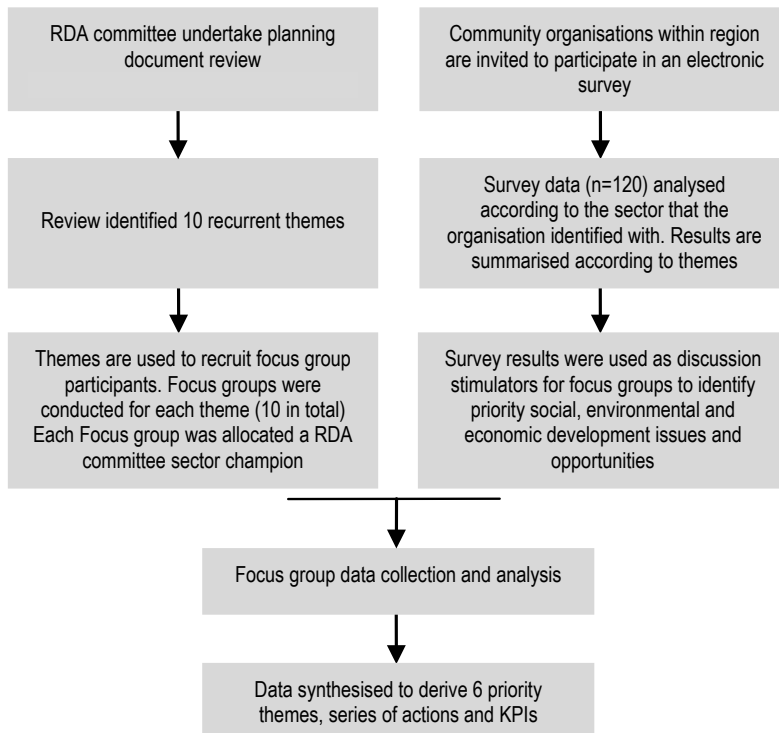 RDA committee undertake planning
document review
Community organisations within region
are invited to participate in an electronic
survey
Review identified 10 recurrent themes
Survey data (n=120) analysed
according to the sector that the
organisation identified with. Results are
summarised according to themes
Themes are used to recruit focus group
participants. Focus groups were
conducted for each theme (10 in total)
Each Focus group was allocated a RDA
committee sector champion
Survey results were used as discussion
stimulators for focus groups to identify
priority social, environmental and
economic development issues and
opportunities
Focus group data collection and analysis
Data synthesised to derive 6 priority
themes, series of actions and KPIs